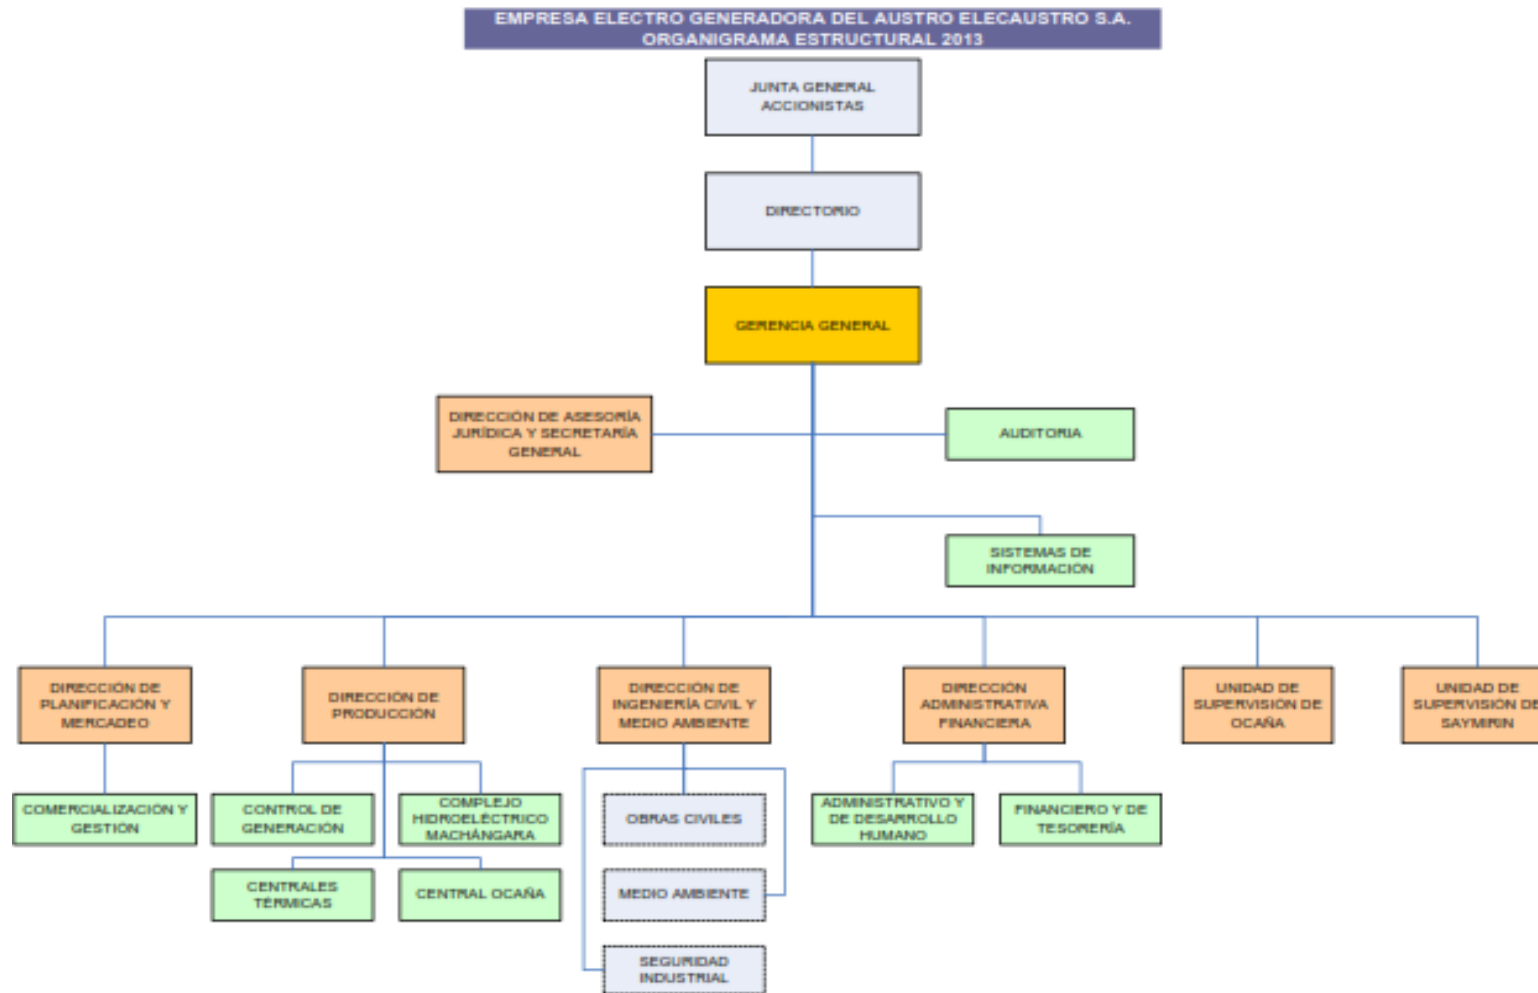 EMPRESA ELECTRO GENERADORA DEL AUSTRO ELECAUSTRO S.A.
ORGANIGRAMA ESTRUCTURAL 2013
JUNTA GENERAL
ACCIONISTAS
DIRECTORIO
GERENCIA GENERAL
DIRECCIÓN DE ASESORÍA
JURÍDICA Y SECRETARÍA
GENERAL
AUDITORIA
SISTEMAS DE
INFORMACIÓN
DIRECCIÓN DE
PLANIFICACIÓN Y
MERCADEO
DIRECCIÓN DE
PRODUCCIÓN
DIRECCIÓN DE
INGENIERÍA CIVIL Y
MEDIO AMBIENTE
DIRECCIÓN
ADMINISTRATIVA
FINANCIERA
UNIDAD DE
SUPERVISIÓN DE
OCAÑA
UNIDAD DE
SUPERVISIÓN DE
SAYMIRIN
COMERCIALIZACIÓN Y
GESTIÓN
CONTROL DE
GENERACIÓN
COMPLEJO
HIDROELÉCTRICO
MACHÁNGARA
OBRAS CIVILES
ADMINISTRATIVO Y
DE DESARROLLO
HUMANO
FINANCIERO Y DE
TESORERÍA
CENTRALES
TÉRMICAS
CENTRAL OCAÑA
MEDIO AMBIENTE
SEGURIDAD
INDUSTRIAL